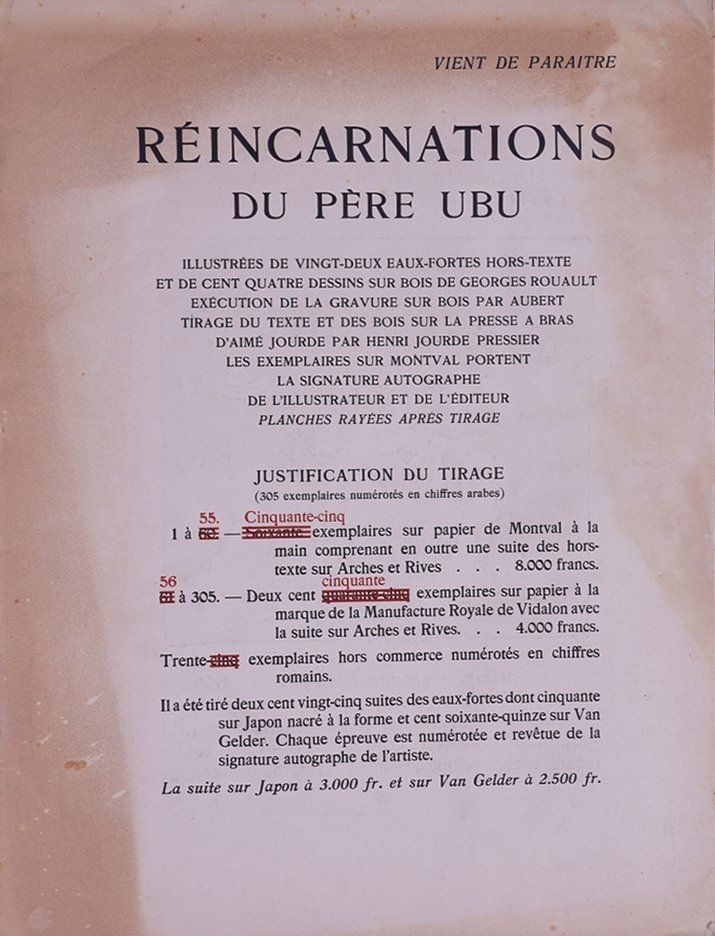 VIENT DE PARAITRE
RÉINCARNATIONS
DU PÈRE UBU
ILLUSTRÉES DE VINGT-DEUX EAUX-FORTES HORS-TEXTE
ET DE CENT QUATRE DESSINS SUR BOIS DE GEORGES ROUAULT
EXÉCUTION DE LA GRAVURE SUR BOIS PAR AUBERT
TIRAGE DU TEXTE ET DES BOIS SUR LA PRESSE A BRAS
D'AIMÉ JOURDE PAR HENRI JOURDE PRESSIER
LES EXEMPLAIRES SUR MONTVAL PORTENT
LA SIGNATURE AUTOGRAPHE
DE L'ILLUSTRATEUR ET DE L'ÉDITEUR
PLANCHES RAYÉES APRÈS TIRAGE
JUSTIFICATION DU TIRAGE
(305 exemplaires numérotés en chiffres arabes)
55. Cinquante-cinq
1 à 60. — Soixante exemplaires sur papier de Montval à la
main comprenant en outre une suite des hors-
texte sur Arches et Rives . . . 8.000 francs.
56 cinquante
61 à 305. — Deux cent quarante-cinq exemplaires sur papier à la
marque de la Manufacture Royale de Vidalon avec
la suite sur Arches et Rives. . . 4.000 francs.
Trente-cinq exemplaires hors commerce numérotés en chiffres
romains.
Il a été tiré deux cent vingt-cinq suites des eaux-fortes dont cinquante
sur Japon nacré à la forme et cent soixante-quinze sur Van
Gelder. Chaque épreuve est numérotée et revêtue de la
signature autographe de l'artiste.
La suite sur Japon à 3.000 fr. et sur Van Gelder à 2.500 fr.